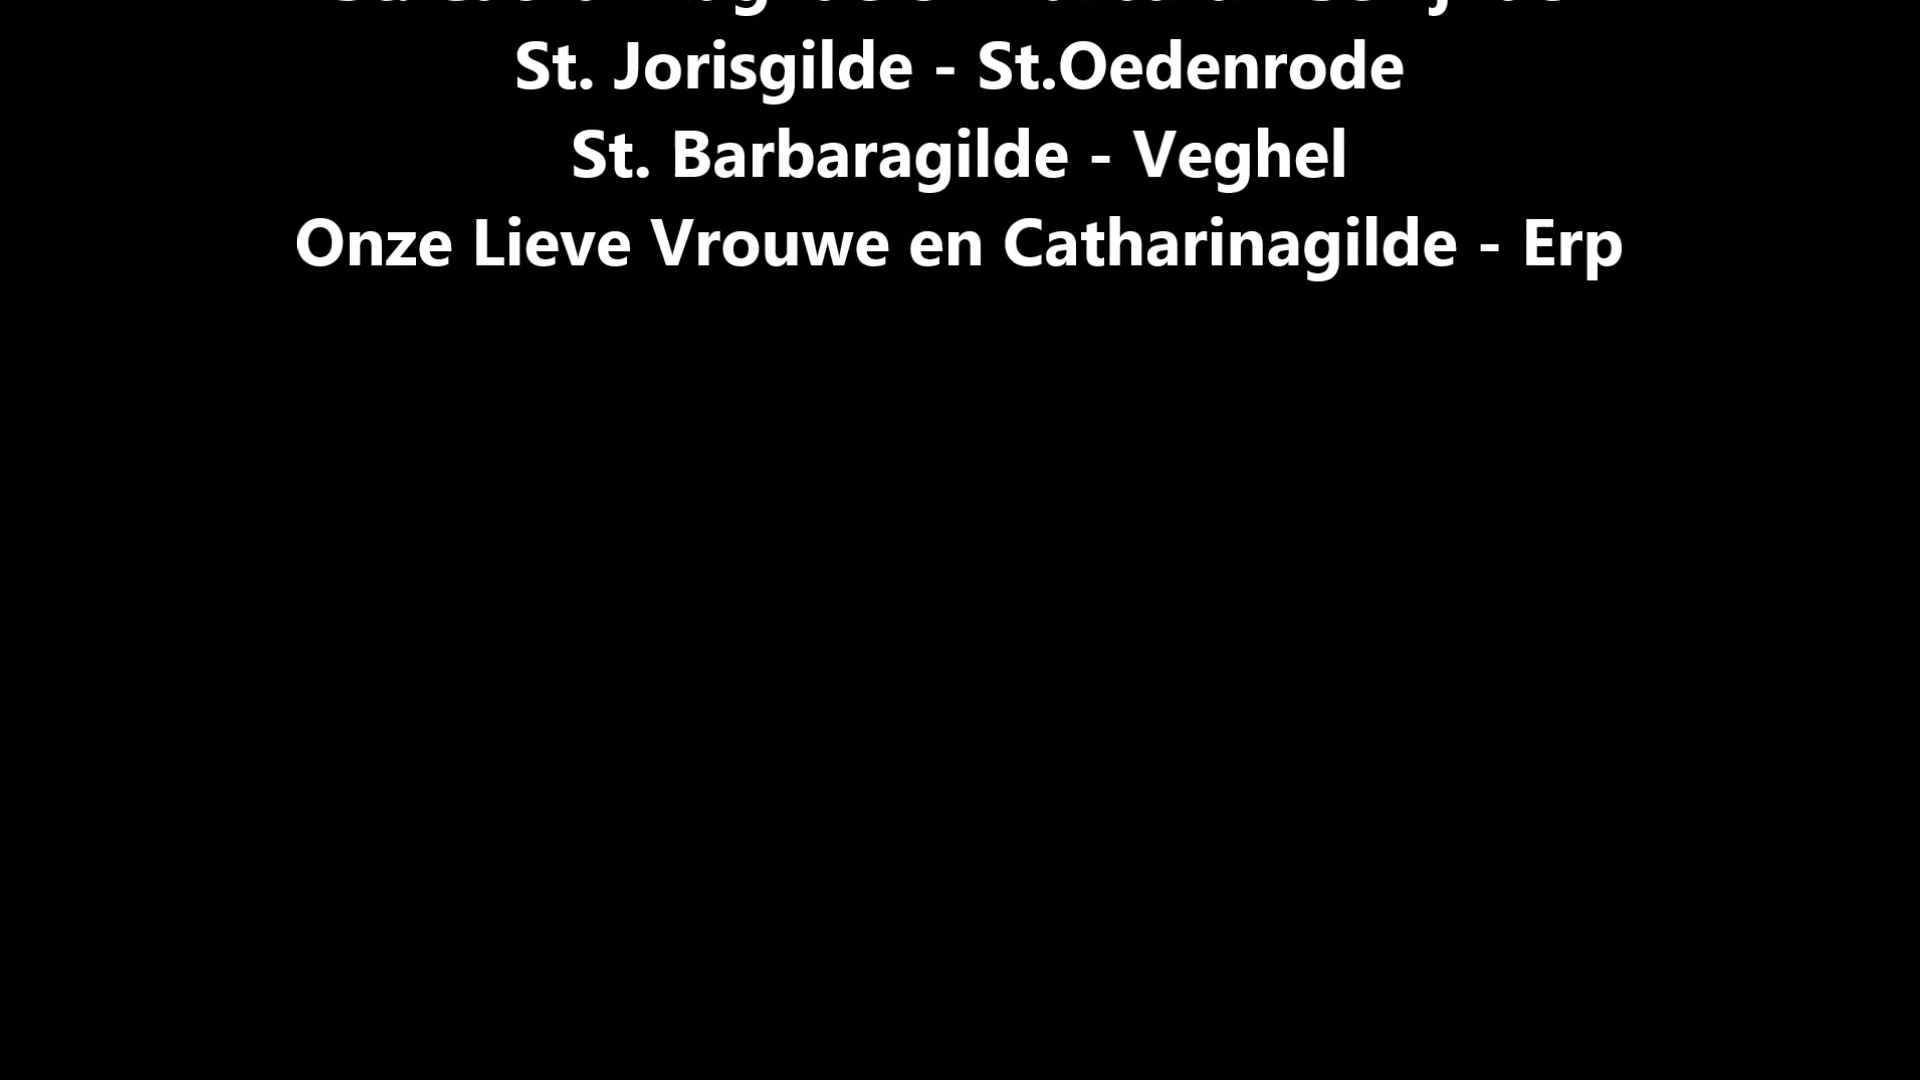 St. Jorisgilde - St.Oedenrode
St. Barbaragilde - Veghel
Onze Lieve Vrouwe en Catharinagilde - Erp